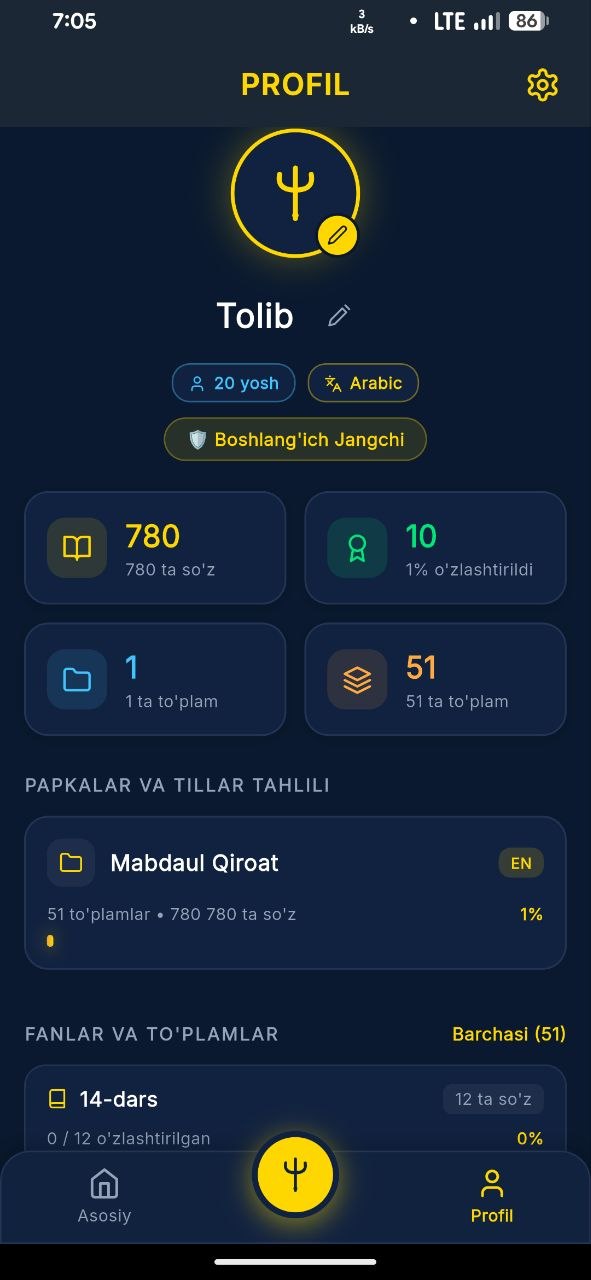 7:05
3
kB/s
LTE
86
PROFIL
Tolib
20 yosh
Arabic
Boshlang'ich Jangchi
780
780 ta so'z
10
1% o'zlashtirildi
1
1 ta to'plam
51
51 ta to'plam
PAPKALAR VA TILLAR TAHLILI
Mabdaul Qiroat
EN
51 to'plamlar • 780 780 ta so'z
1%
FANLAR VA TO'PLAMLAR
Barchasi (51)
14-dars
12 ta so'z
0 / 12 o'zlashtirilgan
0%
Asosiy
Profil